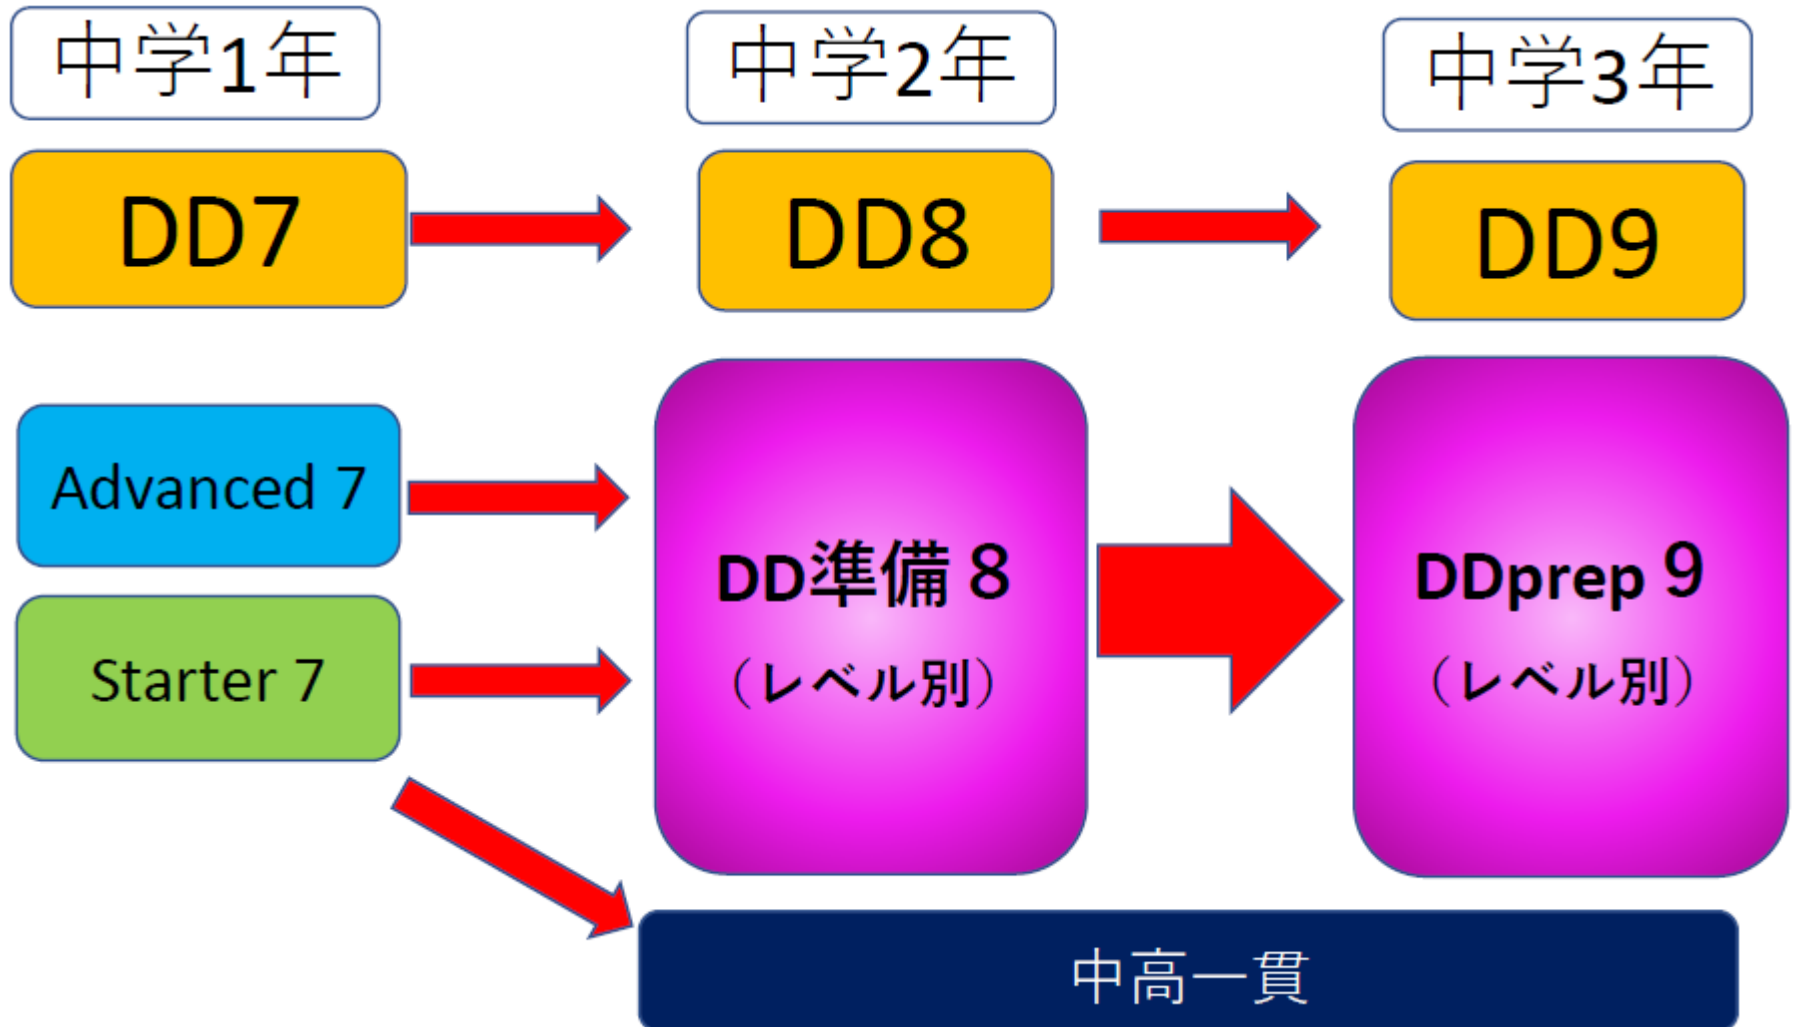 中学1年
中学2年
中学3年
DD7
DD8
DD9
Advanced 7
Starter 7
DD準備 8
（レベル別）
DDprep 9
（レベル別）
中高一貫